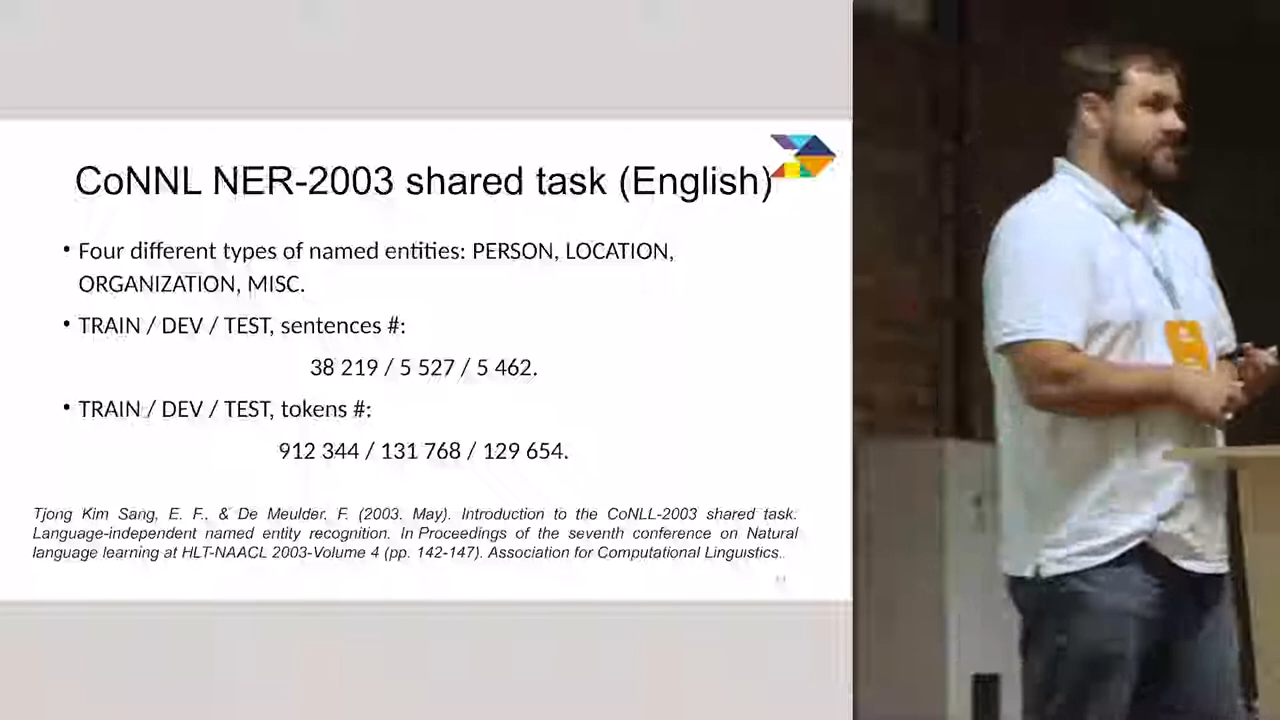 CoNNL NER-2003 shared task (English)
• Four different types of named entities: PERSON, LOCATION,
ORGANIZATION, MISC.
• TRAIN / DEV / TEST, sentences #:
38 219 / 5 527 / 5 462.
• TRAIN / DEV / TEST, tokens #:
912 344 / 131 768 / 129 654.
Tjong Kim Sang, E. F., & De Meulder, F. (2003. May). Introduction to the CoNLL-2003 shared task.
Language-independent named entity recognition. In Proceedings of the seventh conference on Natural
language learning at HLT-NAACL 2003-Volume 4 (pp. 142-147). Association for Computational Linguistics.